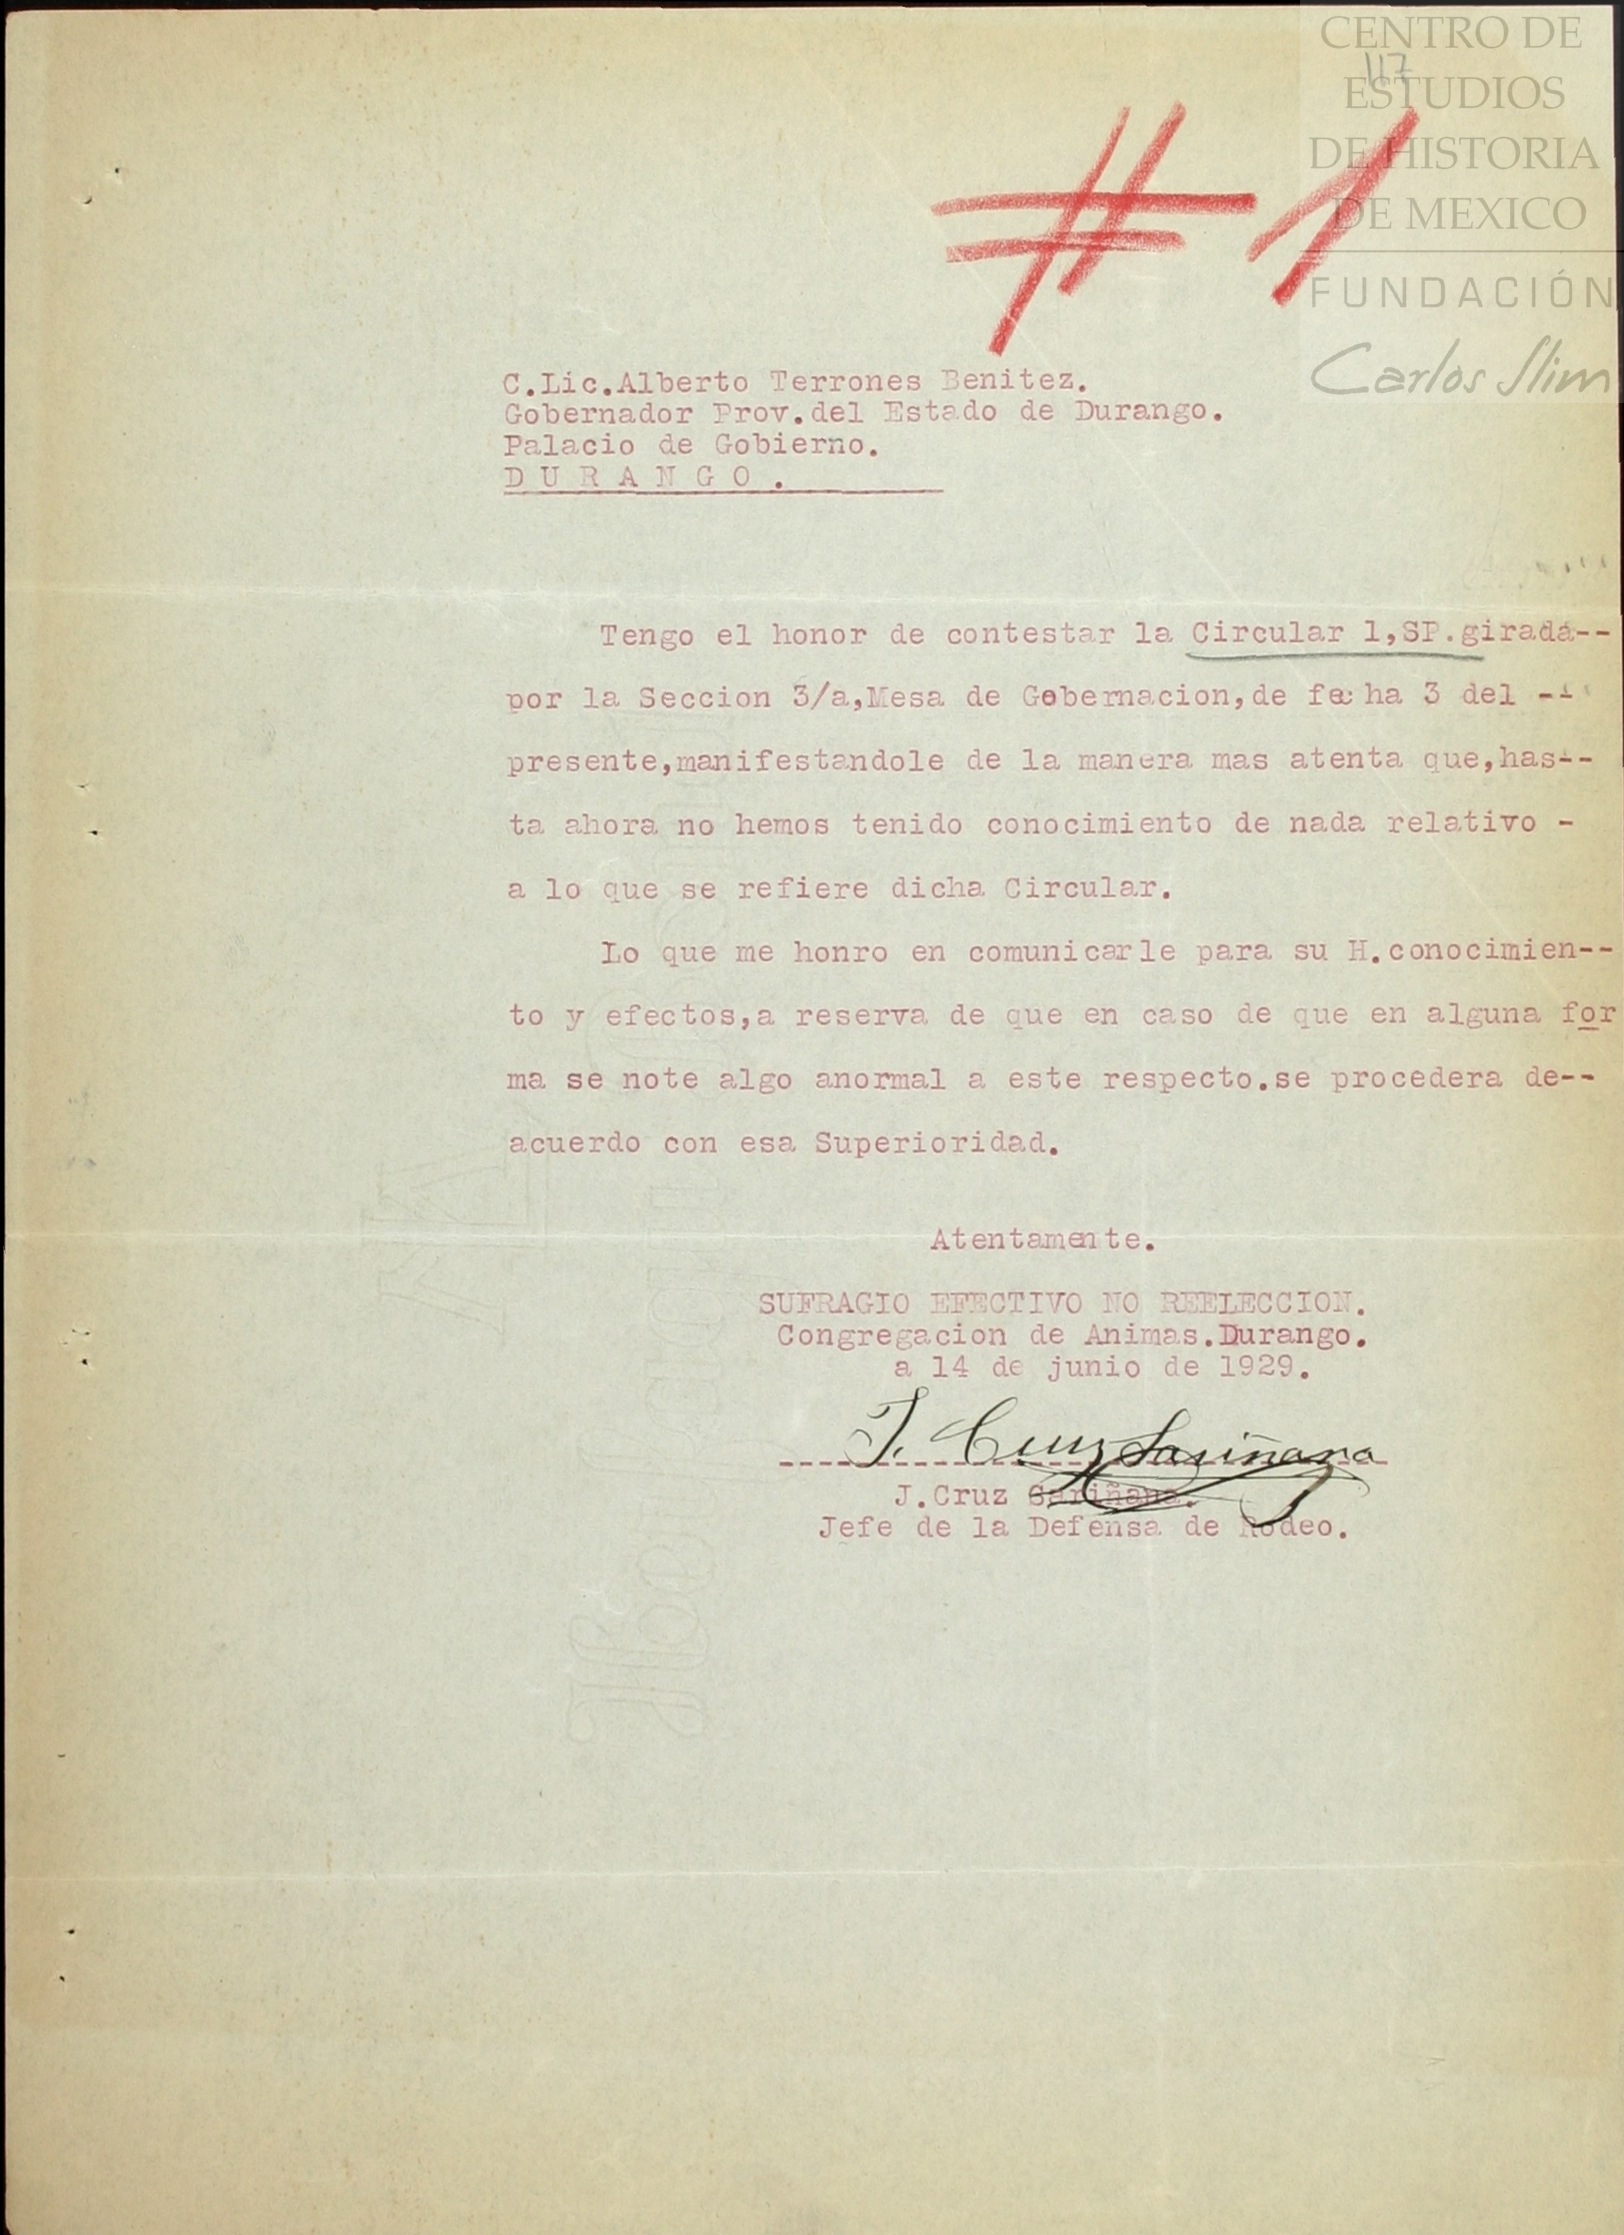 CENTRO DE
117
ESTUDIOS
DE HISTORIA
DE MEXICO
FUNDACIÓN
Carlos Slim
# 1
C.Lic.Alberto Terrones Benitez.
Gobernador Prov.del Estado de Durango.
Palacio de Gobierno.
D U R A N G O .
Tengo el honor de contestar la Circular 1,SP.girada--
por la Seccion 3/a,Mesa de Gobernacion,de fecha 3 del --
presente,manifestandole de la manera mas atenta que,has--
ta ahora no hemos tenido conocimiento de nada relativo -
a lo que se refiere dicha Circular.
Lo que me honro en comunicarle para su H.conocimien--
to y efectos,a reserva de que en caso de que en alguna for
ma se note algo anormal a este respecto.se procedera de--
acuerdo con esa Superioridad.
Atentamente.
SUFRAGIO EFECTIVO NO REELECCION.
Congregacion de Animas.Durango.
a 14 de junio de 1929.
J. Cruz Sariñana
J.Cruz Sariñana.
Jefe de la Defensa de Rodeo.